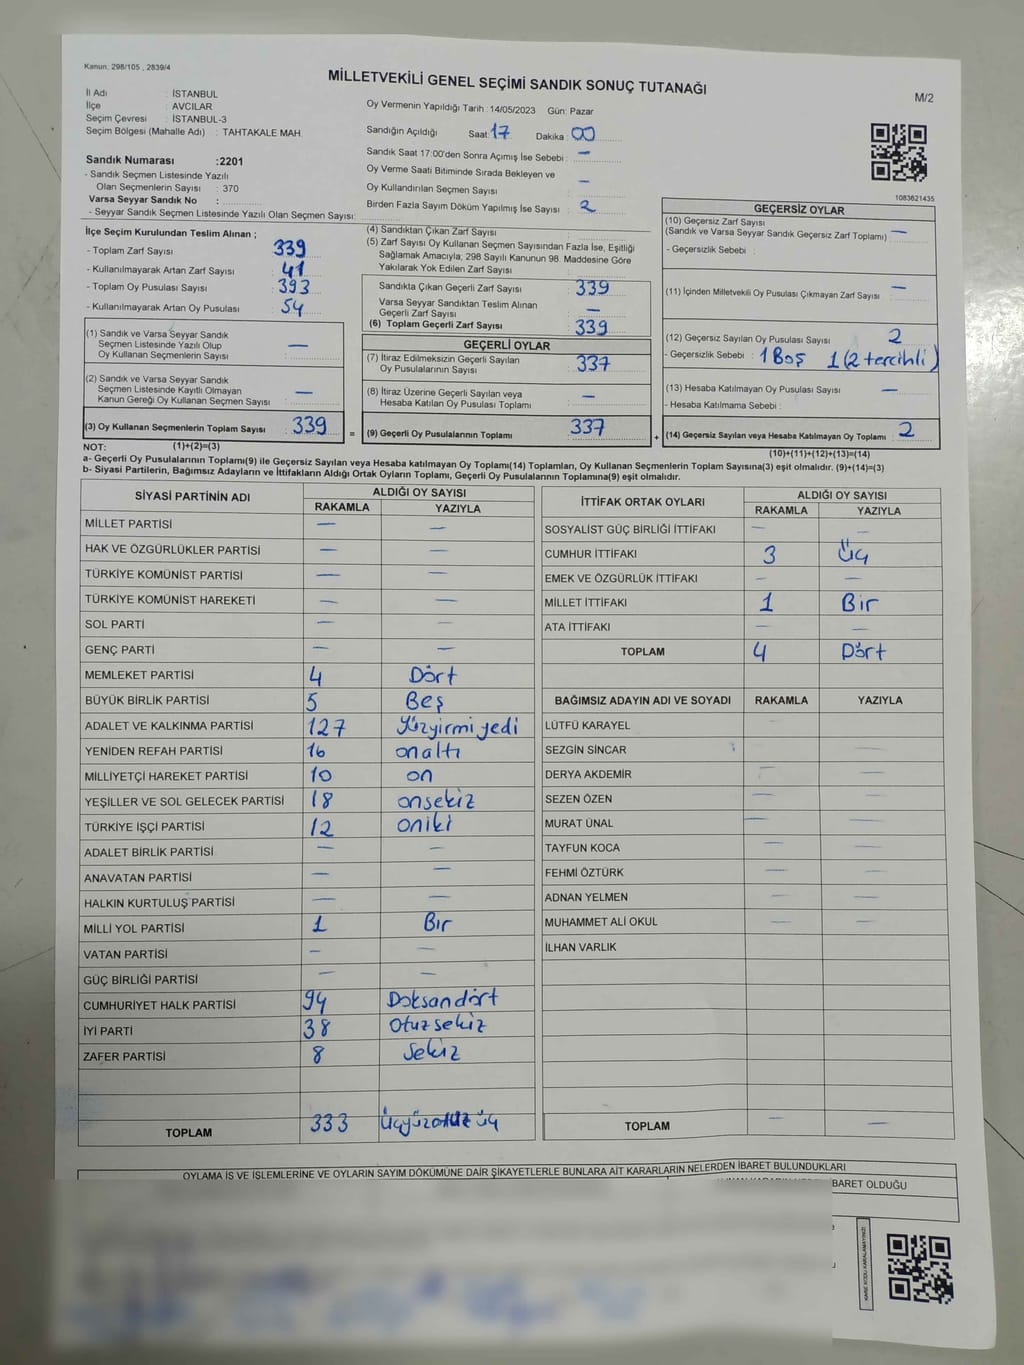 Kanun: 298/105 , 2839/4
MİLLETVEKİLİ GENEL SEÇİMİ SANDIK SONUÇ TUTANAĞI
M/2
İl Adı : İSTANBUL
İlçe : AVCILAR
Seçim Çevresi : İSTANBUL-3
Seçim Bölgesi (Mahalle Adı) : TAHTAKALE MAH.
Oy Vermenin Yapıldığı Tarih : 14/05/2023 Gün: Pazar
Sandığın Açıldığı Saat: 17 Dakika : 00
Sandık Saat 17:00'den Sonra Açımış İse Sebebi : —
Oy Verme Saati Bitiminde Sırada Bekleyen ve
Oy Kullandırılan Seçmen Sayısı : —
Birden Fazla Sayım Döküm Yapılmış İse Sayısı : 2
Sandık Numarası :2201
- Sandık Seçmen Listesinde Yazılı
Olan Seçmenlerin Sayısı : 370
Varsa Seyyar Sandık No :
- Seyyar Sandık Seçmen Listesinde Yazılı Olan Seçmen Sayısı:
1083621435
İlçe Seçim Kurulundan Teslim Alınan ;
- Toplam Zarf Sayısı : 339
- Kullanılmayarak Artan Zarf Sayısı : 41
- Toplam Oy Pusulası Sayısı : 393
- Kullanılmayarak Artan Oy Pusulası : 54
(1) Sandık ve Varsa Seyyar Sandık
Seçmen Listesinde Yazılı Olup
Oy Kullanan Seçmenlerin Sayısı : —
(2) Sandık ve Varsa Seyyar Sandık
Seçmen Listesinde Kayıtlı Olmayan
Kanun Gereği Oy Kullanan Seçmen Sayısı : —
(3) Oy Kullanan Seçmenlerin Toplam Sayısı : 339
(1)+(2)=(3)
(4) Sandıktan Çıkan Zarf Sayısı :
(5) Zarf Sayısı Oy Kullanan Seçmen Sayısından Fazla İse, Eşitliği
Sağlamak Amacıyla, 298 Sayılı Kanunun 98. Maddesine Göre
Yakılarak Yok Edilen Zarf Sayısı :
Sandıkta Çıkan Geçerli Zarf Sayısı : 339
Varsa Seyyar Sandıktan Teslim Alınan
Geçerli Zarf Sayısı : —
(6) Toplam Geçerli Zarf Sayısı : 339
GEÇERLİ OYLAR
(7) İtiraz Edilmeksizin Geçerli Sayılan
Oy Pusulalarının Sayısı : 337
(8) İtiraz Üzerine Geçerli Sayılan veya
Hesaba Katılan Oy Pusulası Toplamı : —
= (9) Geçerli Oy Pusulalarının Toplamı : 337
GEÇERSİZ OYLAR
(10) Geçersiz Zarf Sayısı
(Sandık ve Varsa Seyyar Sandık Geçersiz Zarf Toplamı) : —
- Geçersizlik Sebebi :
(11) İçinden Milletvekili Oy Pusulası Çıkmayan Zarf Sayısı : —
(12) Geçersiz Sayılan Oy Pusulası Sayısı : 2
- Geçersizlik Sebebi : 1 Boş 1 (2 tercihli)
(13) Hesaba Katılmayan Oy Pusulası Sayısı : —
- Hesaba Katılmama Sebebi :
+ (14) Geçersiz Sayılan veya Hesaba Katılmayan Oy Toplamı : 2
(10)+(11)+(12)+(13)=(14)
NOT:
a- Geçerli Oy Pusulalarının Toplamı(9) ile Geçersiz Sayılan veya Hesaba katılmayan Oy Toplamı(14) Toplamları, Oy Kullanan Seçmenlerin Toplam Sayısına(3) eşit olmalıdır. (9)+(14)=(3)
b- Siyasi Partilerin, Bağımsız Adayların ve İttifakların Aldığı Ortak Oyların Toplamı, Geçerli Oy Pusulalarının Toplamına(9) eşit olmalıdır.
SİYASİ PARTİNİN ADI ALDIĞI OY SAYISI
RAKAMLA YAZIYLA
MİLLET PARTİSİ — —
HAK VE ÖZGÜRLÜKLER PARTİSİ — —
TÜRKİYE KOMÜNİST PARTİSİ — —
TÜRKİYE KOMÜNİST HAREKETİ — —
SOL PARTİ — —
GENÇ PARTİ — —
MEMLEKET PARTİSİ 4 Dört
BÜYÜK BİRLİK PARTİSİ 5 Beş
ADALET VE KALKINMA PARTİSİ 127 Yüzyirmi yedi
YENİDEN REFAH PARTİSİ 16 onaltı
MİLLİYETÇİ HAREKET PARTİSİ 10 on
YEŞİLLER VE SOL GELECEK PARTİSİ 18 onsekiz
TÜRKİYE İŞÇİ PARTİSİ 12 oniki
ADALET BİRLİK PARTİSİ — —
ANAVATAN PARTİSİ — —
HALKIN KURTULUŞ PARTİSİ — —
MİLLİ YOL PARTİSİ 1 Bir
VATAN PARTİSİ — —
GÜÇ BİRLİĞİ PARTİSİ — —
CUMHURİYET HALK PARTİSİ 94 Doksandört
İYİ PARTİ 38 Otuzsekiz
ZAFER PARTİSİ 8 Sekiz
TOPLAM 333 Üçyüzotuz üç
İTTİFAK ORTAK OYLARI ALDIĞI OY SAYISI
RAKAMLA YAZIYLA
SOSYALİST GÜÇ BİRLİĞİ İTTİFAKI — —
CUMHUR İTTİFAKI 3 Üç
EMEK VE ÖZGÜRLÜK İTTİFAKI — —
MİLLET İTTİFAKI 1 Bir
ATA İTTİFAKI — —
TOPLAM 4 Dört
BAĞIMSIZ ADAYIN ADI VE SOYADI RAKAMLA YAZIYLA
LÜTFÜ KARAYEL
SEZGİN SİNCAR —
DERYA AKDEMİR — —
SEZEN ÖZEN — —
MURAT ÜNAL — —
TAYFUN KOCA — —
FEHMİ ÖZTÜRK — —
ADNAN YELMEN — —
MUHAMMET ALİ OKUL — —
İLHAN VARLIK
TOPLAM — —
OYLAMA İŞ VE İŞLEMLERİNE VE OYLARIN SAYIM DÖKÜMÜNE DAİR ŞİKAYETLERLE BUNLARA AİT KARARLARIN NELERDEN İBARET BULUNDUKLARI
BARET OLDUĞU
KARE KODU KARALAMAYINIZ!